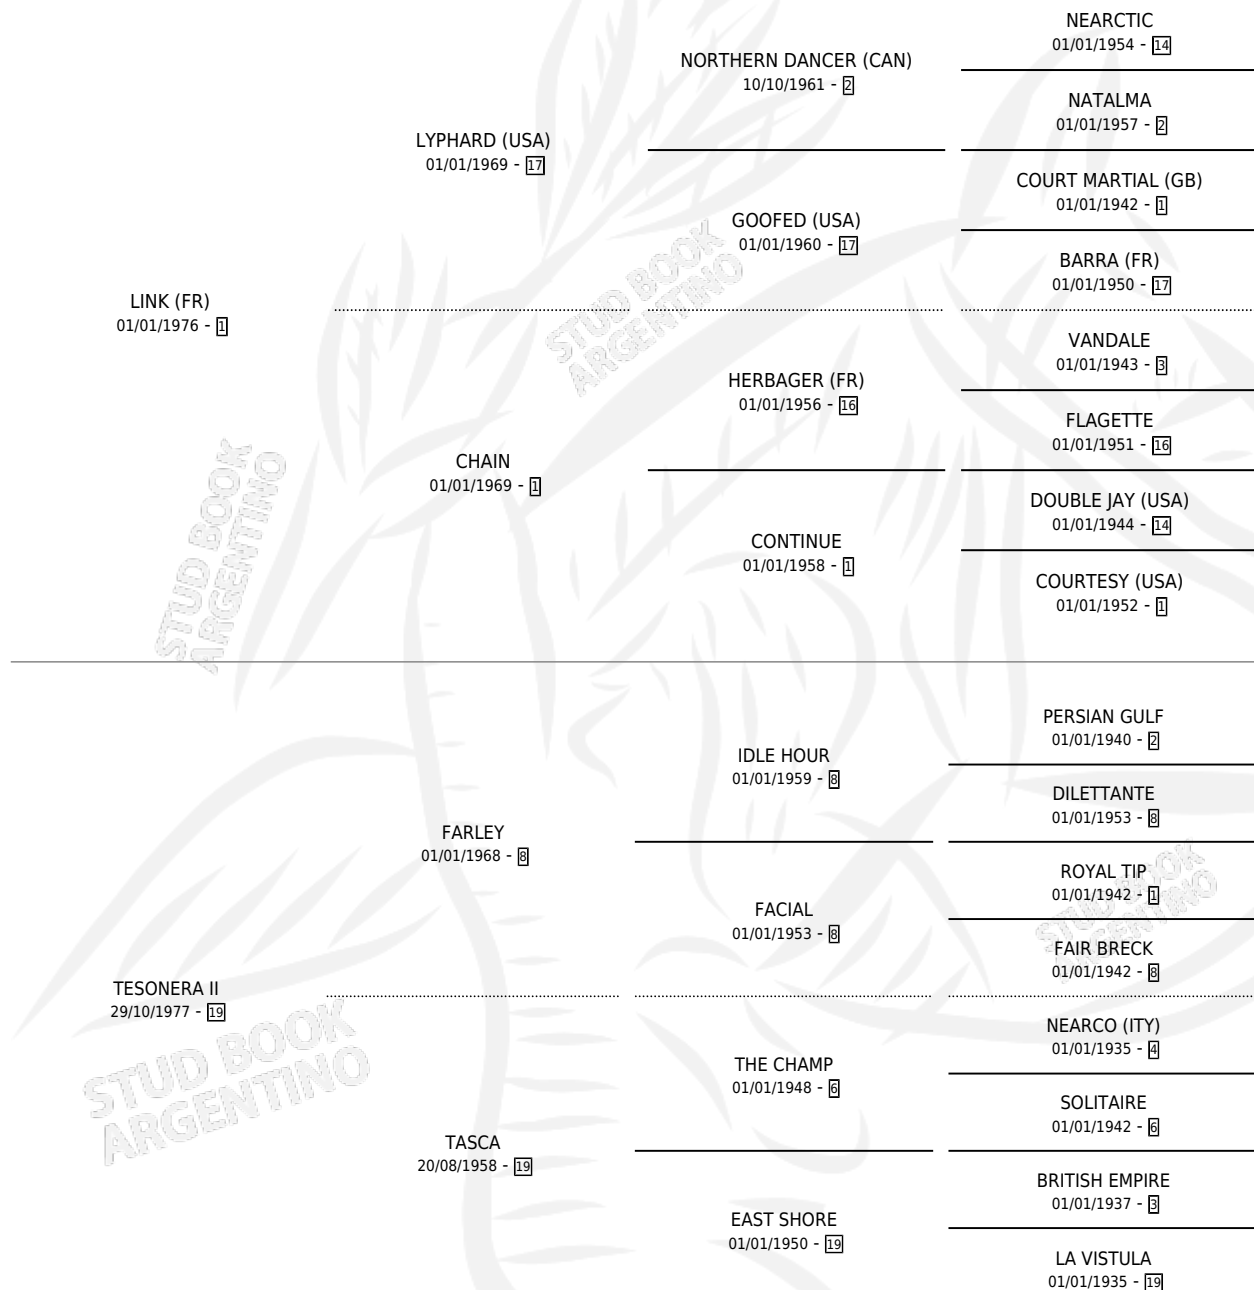 NEARCTIC
01/01/1954 - 14
NORTHERN DANCER (CAN)
10/10/1961 - 2
NATALMA
01/01/1957 - 2
LYPHARD (USA)
01/01/1969 - 17
COURT MARTIAL (GB)
01/01/1942 - 1
GOOFED (USA)
01/01/1960 - 17
BARRA (FR)
01/01/1950 - 17
LINK (FR)
01/01/1976 - 1
VANDALE
01/01/1943 - 3
HERBAGER (FR)
01/01/1956 - 16
FLAGETTE
01/01/1951 - 16
CHAIN
01/01/1969 - 1
DOUBLE JAY (USA)
01/01/1944 - 14
CONTINUE
01/01/1958 - 1
COURTESY (USA)
01/01/1952 - 1
PERSIAN GULF
01/01/1940 - 2
IDLE HOUR
01/01/1959 - 8
DILETTANTE
01/01/1953 - 8
FARLEY
01/01/1968 - 8
ROYAL TIP
01/01/1942 - 1
FACIAL
01/01/1953 - 8
FAIR BRECK
01/01/1942 - 8
TESONERA II
29/10/1977 - 19
NEARCO (ITY)
01/01/1935 - 4
THE CHAMP
01/01/1948 - 6
SOLITAIRE
01/01/1942 - 6
TASCA
20/08/1958 - 19
BRITISH EMPIRE
01/01/1937 - 3
EAST SHORE
01/01/1950 - 19
LA VISTULA
01/01/1935 - 19
STUD BOOK
ARGENTINO
STUD BOOK
ARGENTINO
STUD BOOK
ARGENTINO
STUD BOOK
ARGENTINO